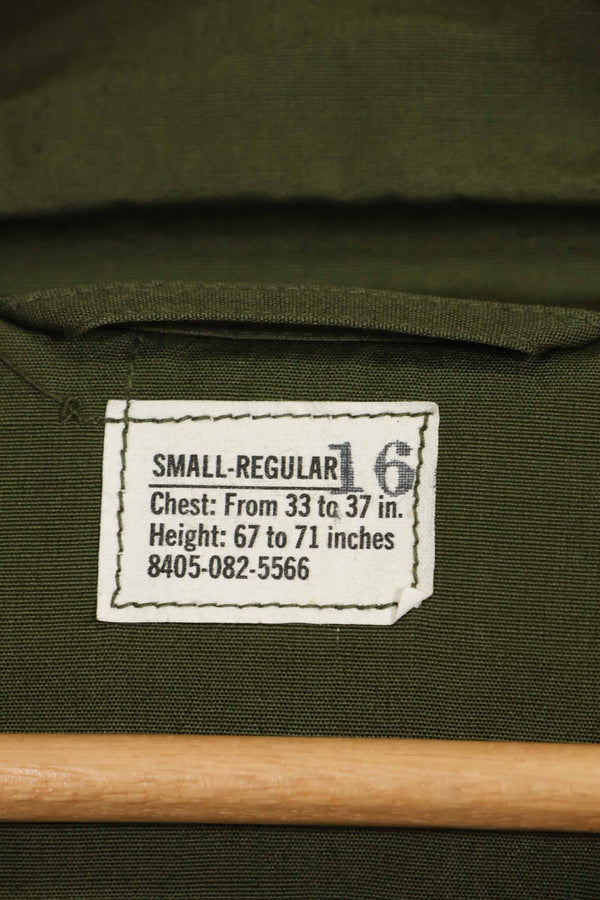 SMALL-REGULAR 16
Chest: From 33 to 37 in.
Height: 67 to 71 inches
8405-082-5566